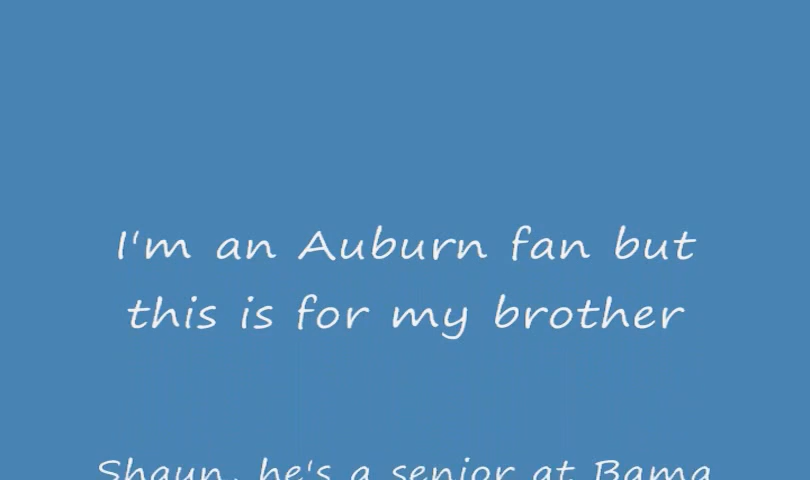 I'm an Auburn fan but
this is for my brother
Shaun, he's a senior at Bama